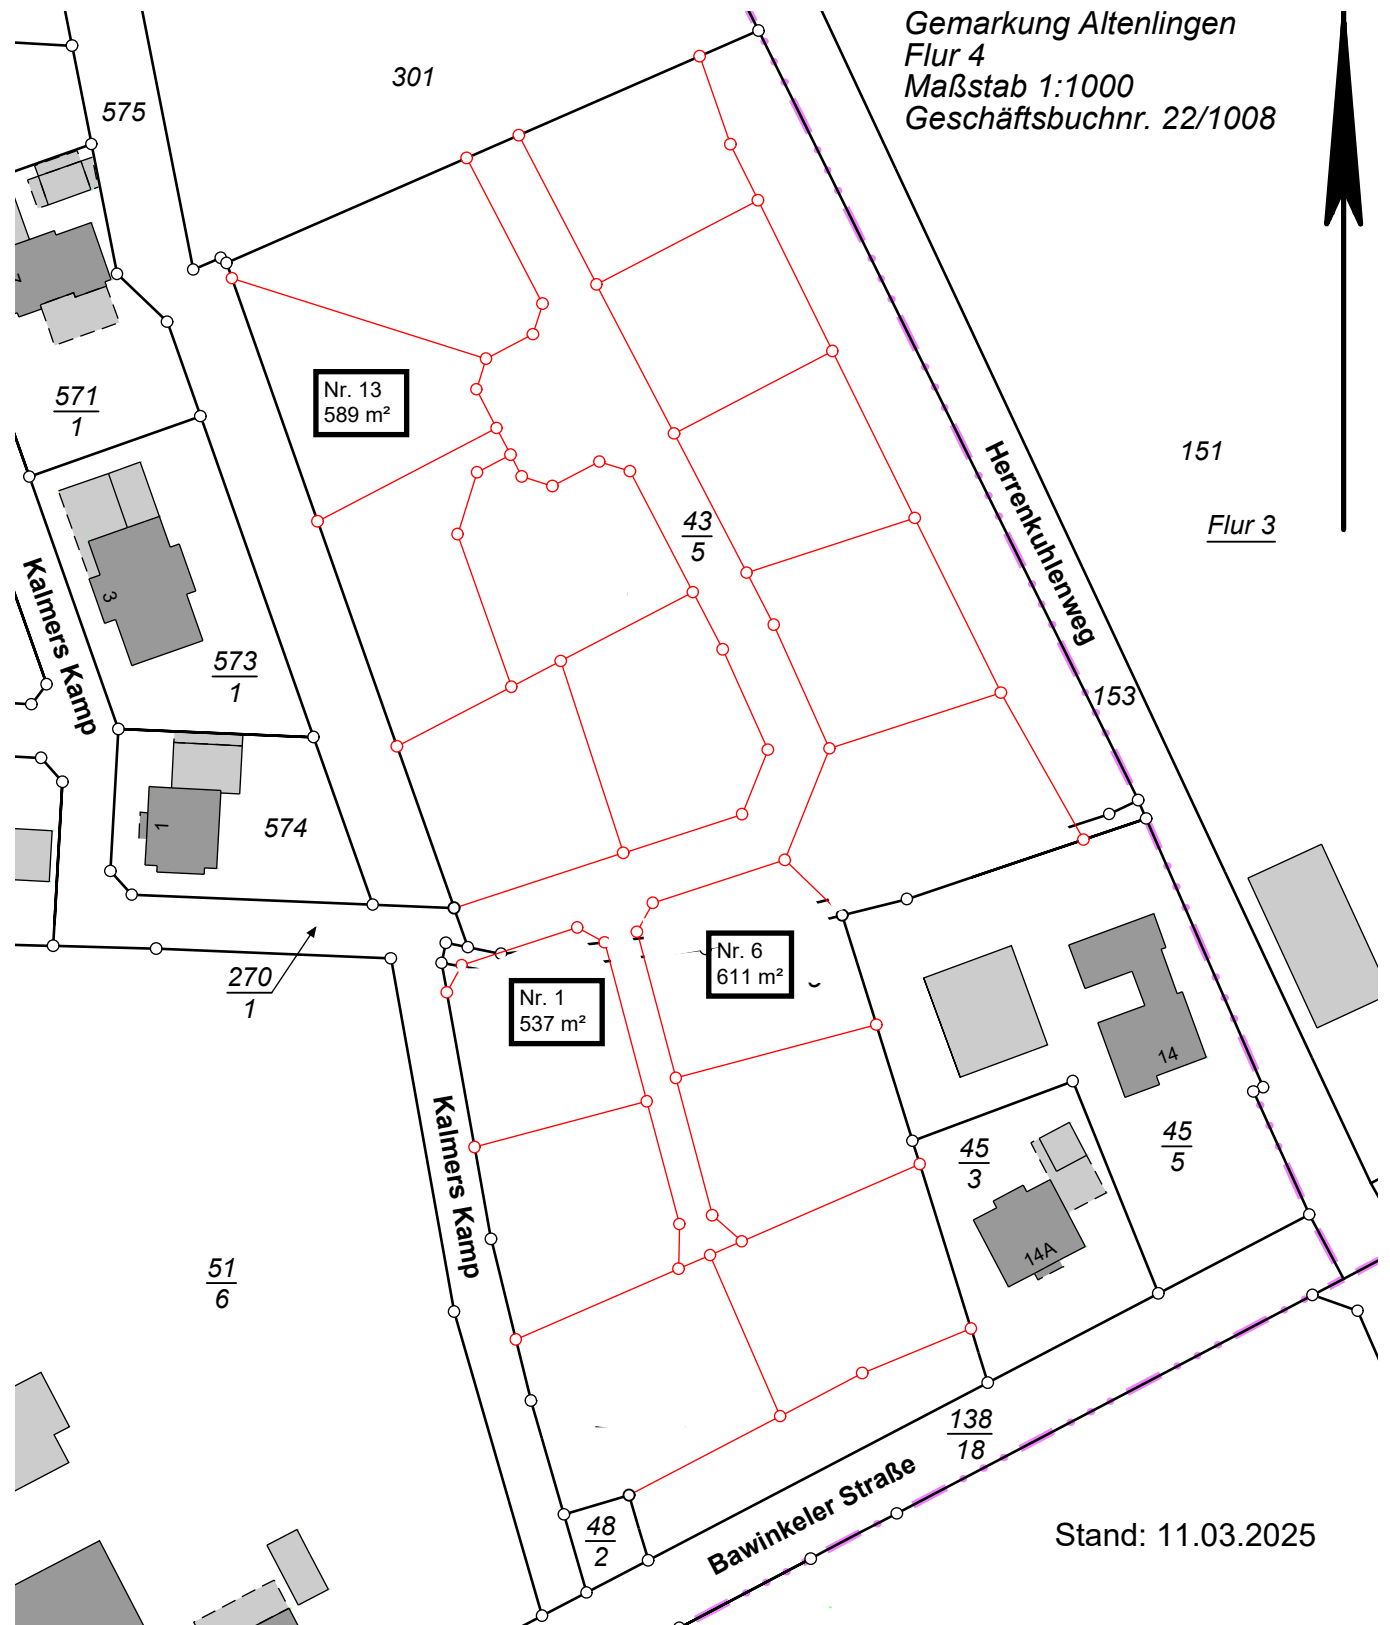 Gemarkung Altenlingen
Flur 4
Maßstab 1:1000
Geschäftsbuchnr. 22/1008
301
575
Nr. 13
589 m²
571
1
151
Herrenkuhlenweg
Flur 3
43
5
Kalmers Kamp
3
573
1
153
1
574
270
1
Nr. 6
611 m²
Nr. 1
537 m²
14
Kalmers Kamp
45
3
45
5
14A
51
6
138
18
Bawinkeler Straße
48
2
Stand: 11.03.2025